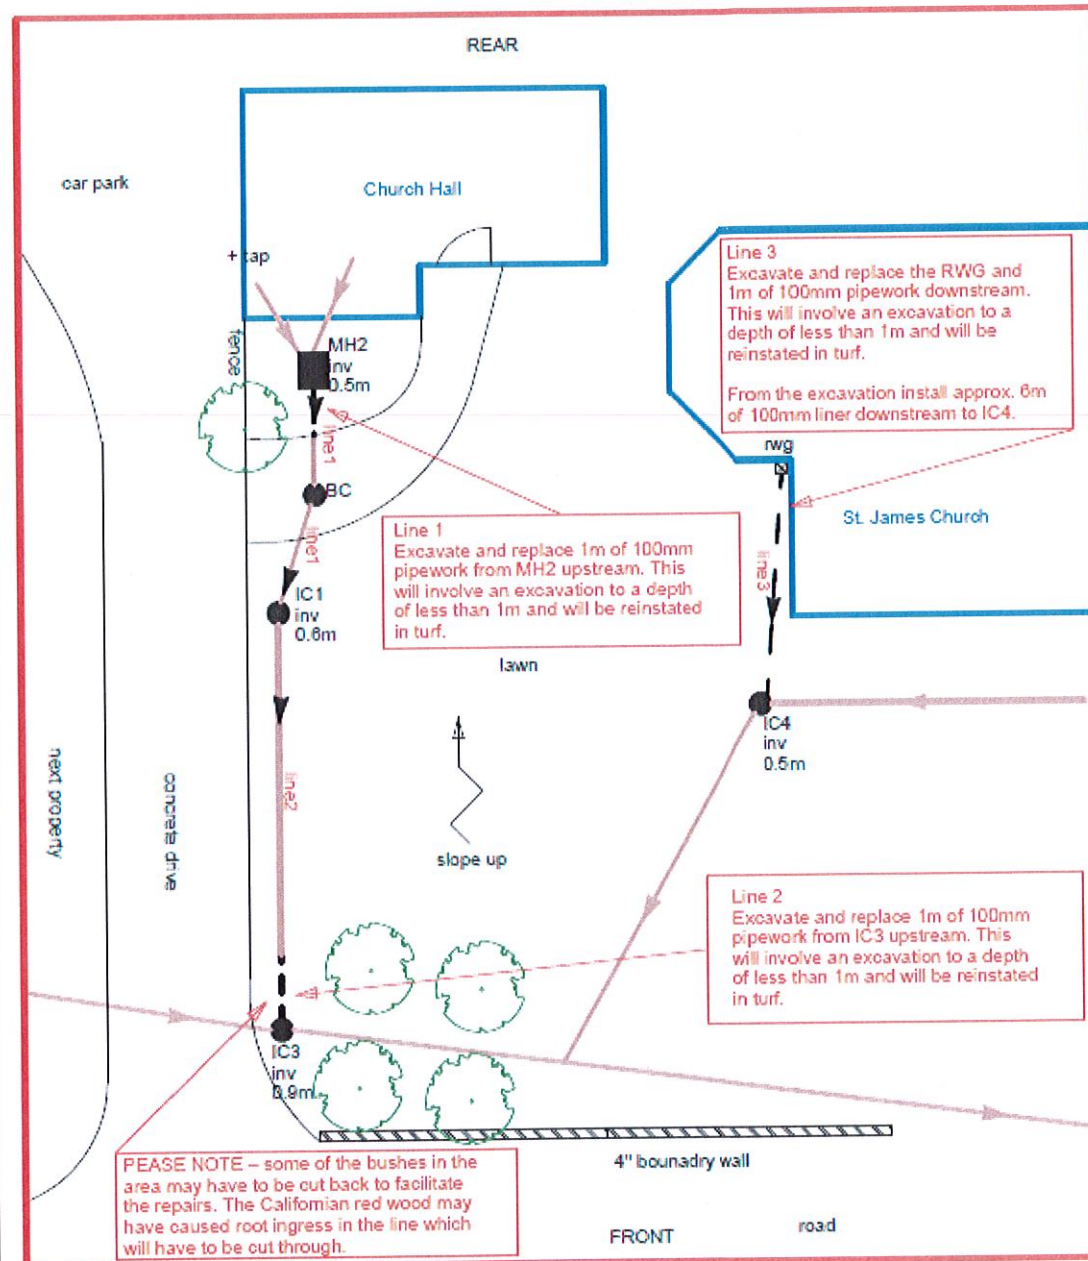 REAR
car park
Church Hall
+ tap
fence
MH2
inv
0.5m
line1
BC
line1
IC1
inv
0.6m
Line 3
Excavate and replace the RWG and
1m of 100mm pipework downstream.
This will involve an excavation to a
depth of less than 1m and will be
reinstated in turf.
From the excavation install approx. 6m
of 100mm liner downstream to IC4.
rwg
St. James Church
line3
Line 1
Excavate and replace 1m of 100mm
pipework from MH2 upstream. This
will involve an excavation to a depth
of less than 1m and will be reinstated
in turf.
lawn
IC4
inv
0.5m
line2
next property
concrete drive
slope up
Line 2
Excavate and replace 1m of 100mm
pipework from IC3 upstream. This
will involve an excavation to a depth
of less than 1m and will be reinstated
in turf.
IC3
inv
0.9m
4" bounadry wall
PEASE NOTE – some of the bushes in the
area may have to be cut back to facilitate
the repairs. The Californian red wood may
have caused root ingress in the line which
will have to be cut through.
FRONT
road